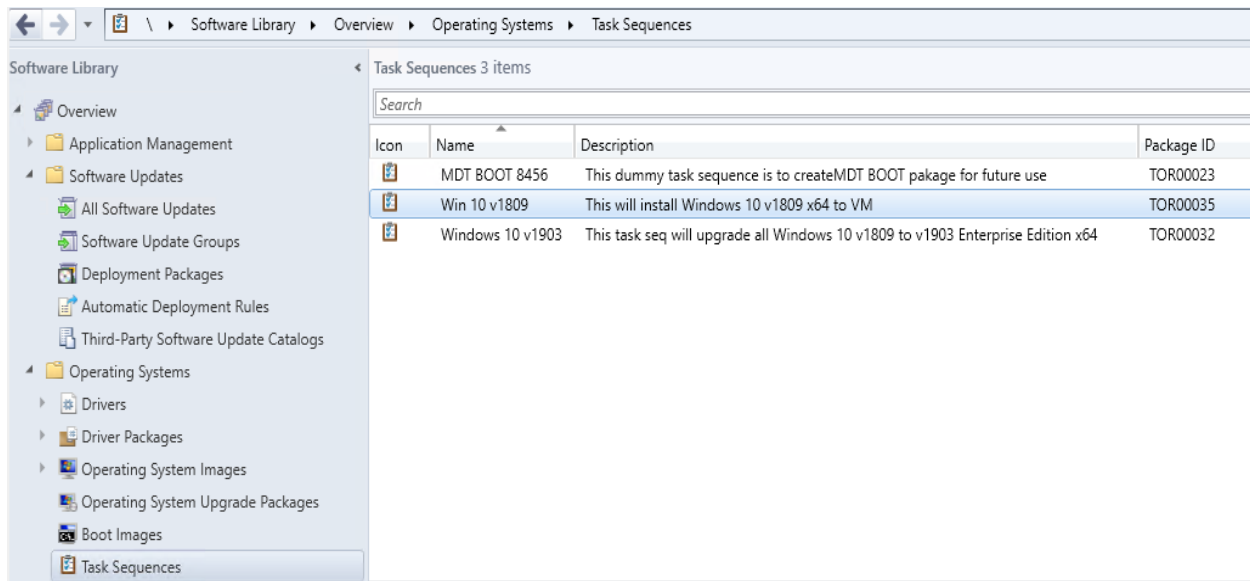 \ Software Library Overview Operating Systems Task Sequences
Software Library
Overview
Application Management
Software Updates
All Software Updates
Software Update Groups
Deployment Packages
Automatic Deployment Rules
Third-Party Software Update Catalogs
Operating Systems
Drivers
Driver Packages
Operating System Images
Operating System Upgrade Packages
Boot Images
Task Sequences
Task Sequences 3 items
Search
Icon Name Description Package ID
MDT BOOT 8456 This dummy task sequence is to createMDT BOOT pakage for future use TOR00023
Win 10 v1809 This will install Windows 10 v1809 x64 to VM TOR00035
Windows 10 v1903 This task seq will upgrade all Windows 10 v1809 to v1903 Enterprise Edition x64 TOR00032